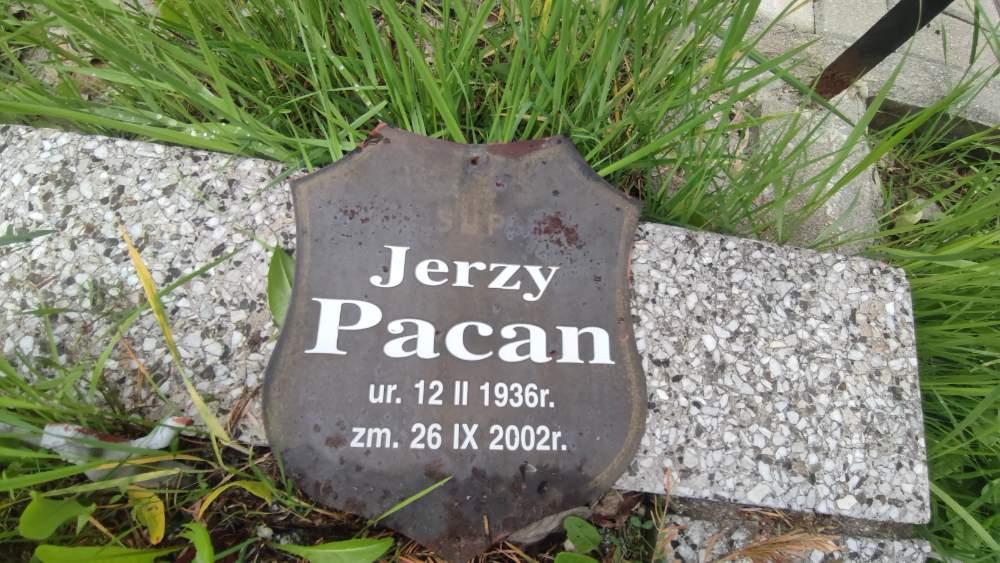 Jerzy
Pacan
ur. 12 II 1936r.
zm. 26 IX 2002r.